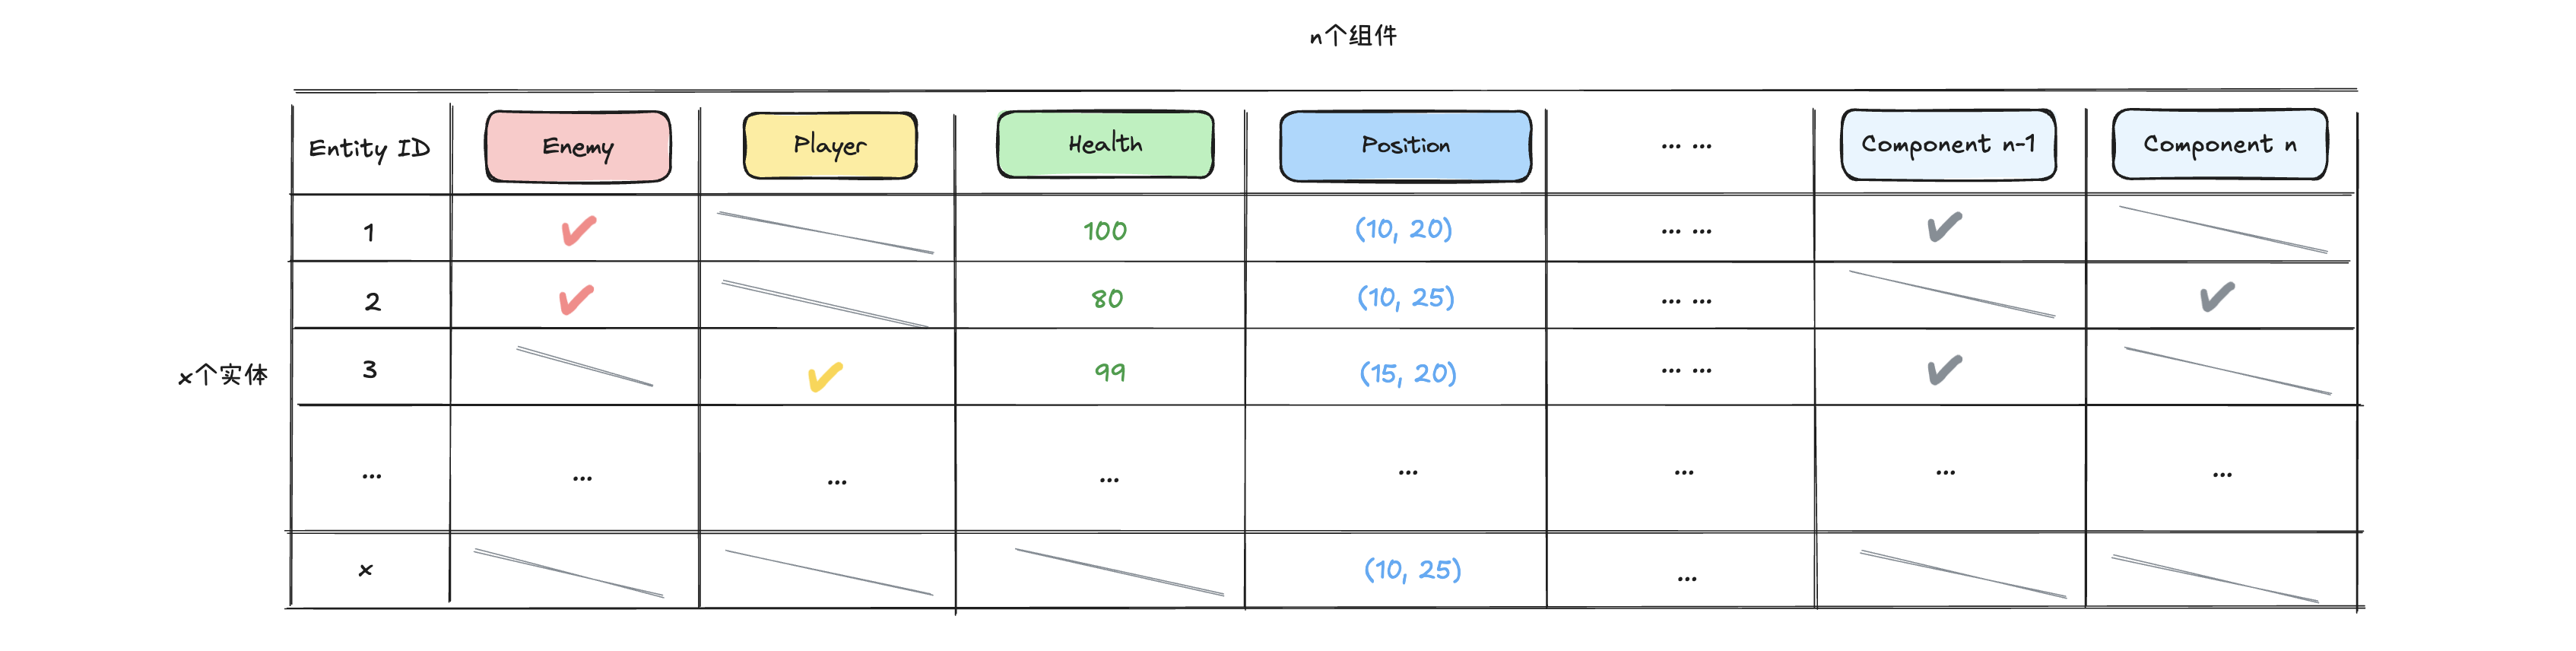 n个组件
Entity ID Enemy Player Health Position ... ... Component n-1 Component n
1 ✔ 100 (10, 20) ... ... ✔
2 ✔ 80 (10, 25) ... ... ✔
x个实体
3 ✔ 99 (15, 20) ... ... ✔
... ... ... ... ... ... ... ...
x (10, 25) ...